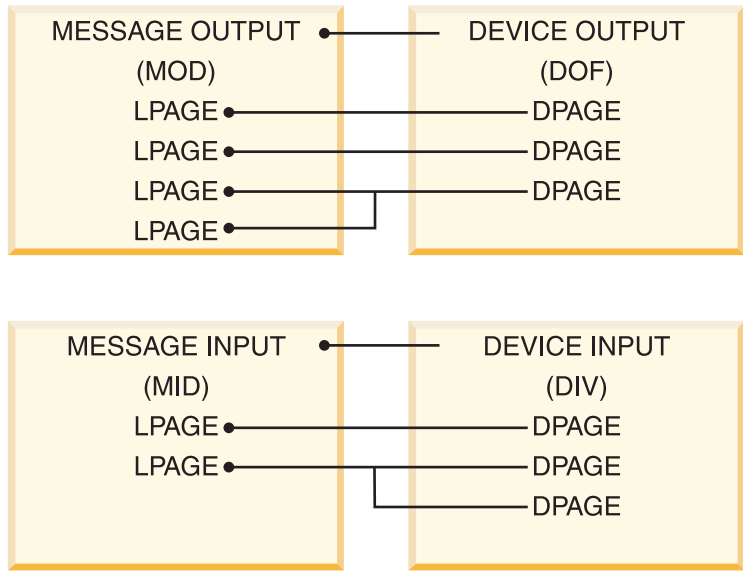 MESSAGE OUTPUT DEVICE OUTPUT
(MOD) (DOF)
LPAGE DPAGE
LPAGE DPAGE
LPAGE DPAGE
LPAGE
MESSAGE INPUT DEVICE INPUT
(MID) (DIV)
LPAGE DPAGE
LPAGE DPAGE
DPAGE